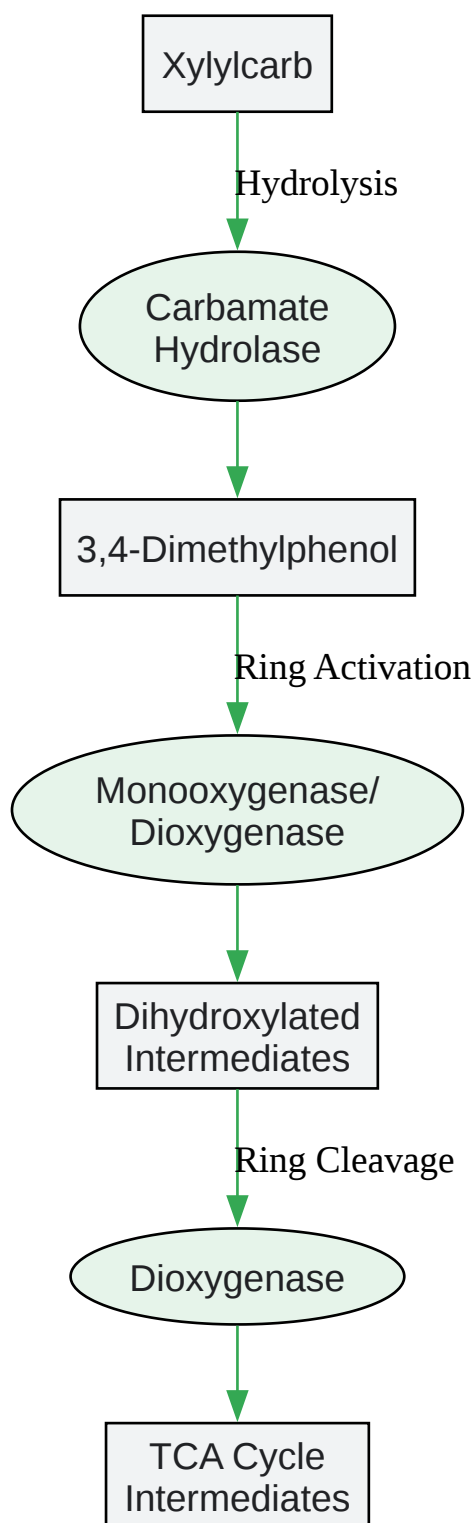 Xylylcarb
Hydrolysis
Carbamate
Hydrolase
3,4-Dimethylphenol
Ring Activation
Monooxygenase/
Dioxygenase
Dihydroxylated
Intermediates
Ring Cleavage
Dioxygenase
TCA Cycle
Intermediates